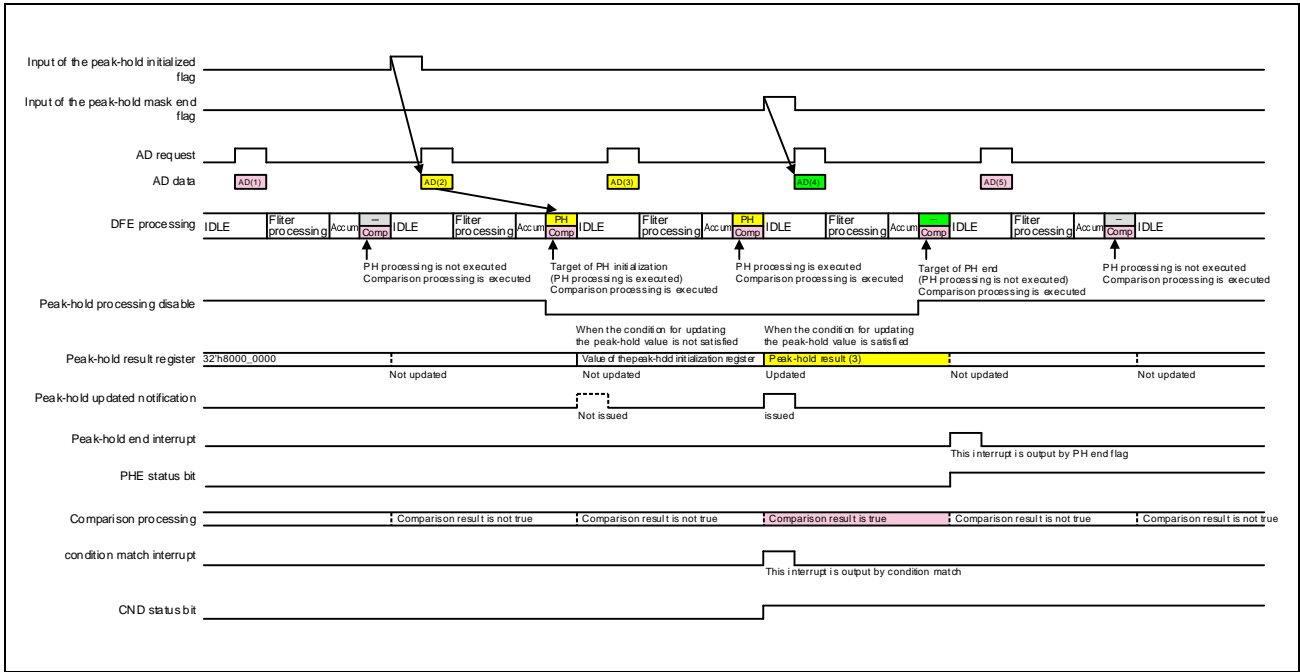 Input of the peak-hold initialized
flag
Input of the peak-hold mask end
flag
AD request
AD data
AD(1)
AD(2)
AD(3)
AD(4)
AD(5)
DFE processing
IDLE
Fliter
processing
Accum
–
Comp
IDLE
Fliter
processing
Accum
PH
Comp
IDLE
Fliter
processing
Accum
PH
Comp
IDLE
Fliter
processing
Accum
–
Comp
IDLE
Fliter
processing
Accum
–
Comp
IDLE
PH processing is not executed
Comparison processing is executed
Target of PH initialization
(PH processing is executed)
Comparison processing is executed
PH processing is executed
Comparison processing is executed
Target of PH end
(PH processing is not executed)
Comparison processing is executed
PH processing is not executed
Comparison processing is executed
Peak-hold processing disable
When the condition for updating
the peak-hold value is not satisfied
When the condition for updating
the peak-hold value is satisfied
Peak-hold result register
32'h8000_0000
Value of the peak-hold initialization register
Peak-hold result (3)
Not updated
Not updated
Updated
Not updated
Not updated
Peak-hold updated notification
Not issued
issued
Peak-hold end interrupt
This interrupt is output by PH end flag
PHE status bit
Comparison processing
Comparison result is not true
Comparison result is not true
Comparison result is true
Comparison result is not true
Comparison result is not true
condition match interrupt
This interrupt is output by condition match
CND status bit